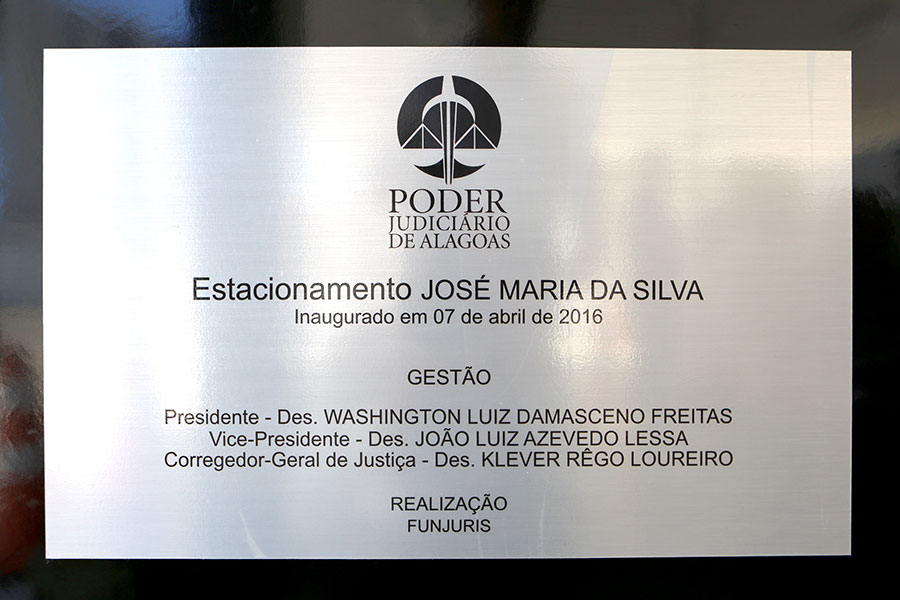 PODER
JUDICIÁRIO
DE ALAGOAS
Estacionamento JOSÉ MARIA DA SILVA
Inaugurado em 07 de abril de 2016
GESTÃO
Presidente - Des. WASHINGTON LUIZ DAMASCENO FREITAS
Vice-Presidente - Des. JOÃO LUIZ AZEVEDO LESSA
Corregedor-Geral de Justiça - Des. KLEVER RÊGO LOUREIRO
REALIZAÇÃO
FUNJURIS